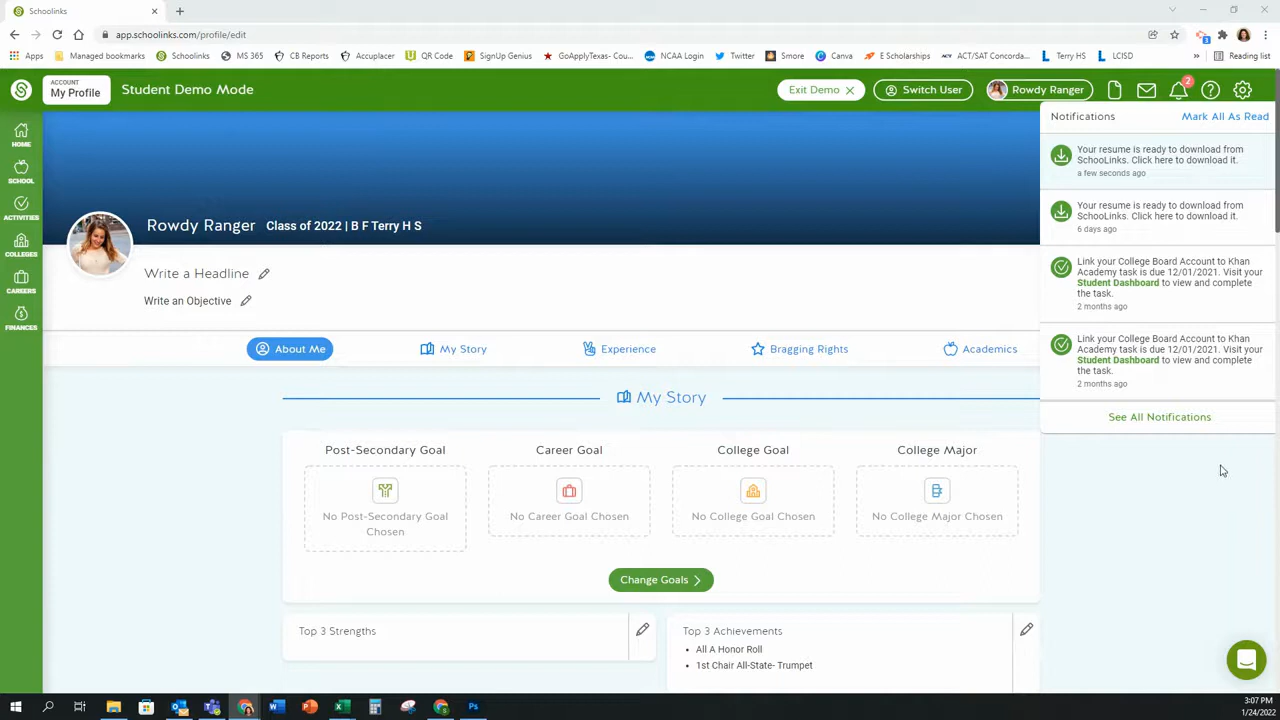 Schoolinks
app.schoolinks.com/profile/edit
Apps
Managed bookmarks
Schoolinks
MS 365
CB Reports
Accuplacer
QR Code
SignUp Genius
GoApplyTexas- Cou...
NCAA Login
Twitter
Smore
Canva
E Scholarships
ACT/SAT Concorda...
Terry HS
LCISD
»
Reading list
ACCOUNT
My Profile
Student Demo Mode
Exit Demo
Switch User
Rowdy Ranger
2
HOME
SCHOOL
ACTIVITIES
COLLEGES
CAREERS
FINANCES
Rowdy Ranger Class of 2022 | B F Terry H S
Write a Headline
Write an Objective
About Me
My Story
Experience
Bragging Rights
Academics
My Story
Post-Secondary Goal
Career Goal
College Goal
College Major
No Post-Secondary Goal
Chosen
No Career Goal Chosen
No College Goal Chosen
No College Major Chosen
Change Goals
Top 3 Strengths
Top 3 Achievements
• All A Honor Roll
• 1st Chair All-State- Trumpet
Notifications
Mark All As Read
Your resume is ready to download from
SchooLinks. Click here to download it.
a few seconds ago
Your resume is ready to download from
SchooLinks. Click here to download it.
6 days ago
Link your College Board Account to Khan
Academy task is due 12/01/2021. Visit your
Student Dashboard to view and complete
the task.
2 months ago
Link your College Board Account to Khan
Academy task is due 12/01/2021. Visit your
Student Dashboard to view and complete
the task.
2 months ago
See All Notifications
3:07 PM
1/24/2022